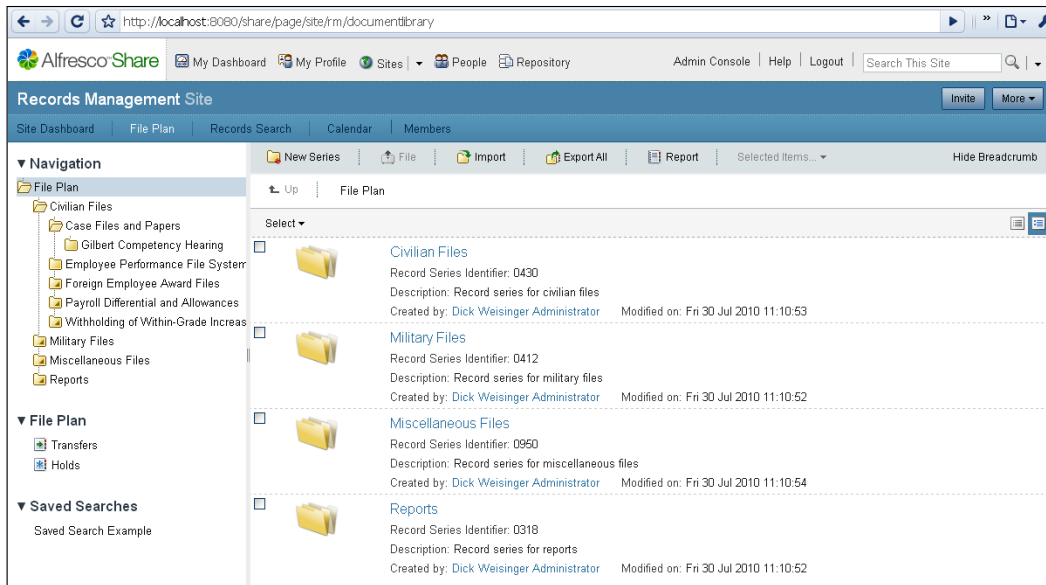 http://localhost:8080/share/page/site/rm/documentlibrary
»
Alfresco Share My Dashboard My Profile Sites People Repository Admin Console Help Logout Search This Site
Records Management Site Invite More
Site Dashboard File Plan Records Search Calendar Members
Navigation
File Plan
Civilian Files
Case Files and Papers
Gilbert Competency Hearing
Employee Performance File System
Foreign Employee Award Files
Payroll Differential and Allowances
Withholding of Within-Grade Increas
Military Files
Miscellaneous Files
Reports
File Plan
Transfers
Holds
Saved Searches
Saved Search Example
New Series File Import Export All Report Selected Items... Hide Breadcrumb
Up File Plan
Select
Civilian Files
Record Series Identifier: 0430
Description: Record series for civilian files
Created by: Dick Weisinger Administrator Modified on: Fri 30 Jul 2010 11:10:53
Military Files
Record Series Identifier: 0412
Description: Record series for military files
Created by: Dick Weisinger Administrator Modified on: Fri 30 Jul 2010 11:10:52
Miscellaneous Files
Record Series Identifier: 0950
Description: Record series for miscellaneous files
Created by: Dick Weisinger Administrator Modified on: Fri 30 Jul 2010 11:10:54
Reports
Record Series Identifier: 0318
Description: Record series for reports
Created by: Dick Weisinger Administrator Modified on: Fri 30 Jul 2010 11:10:52